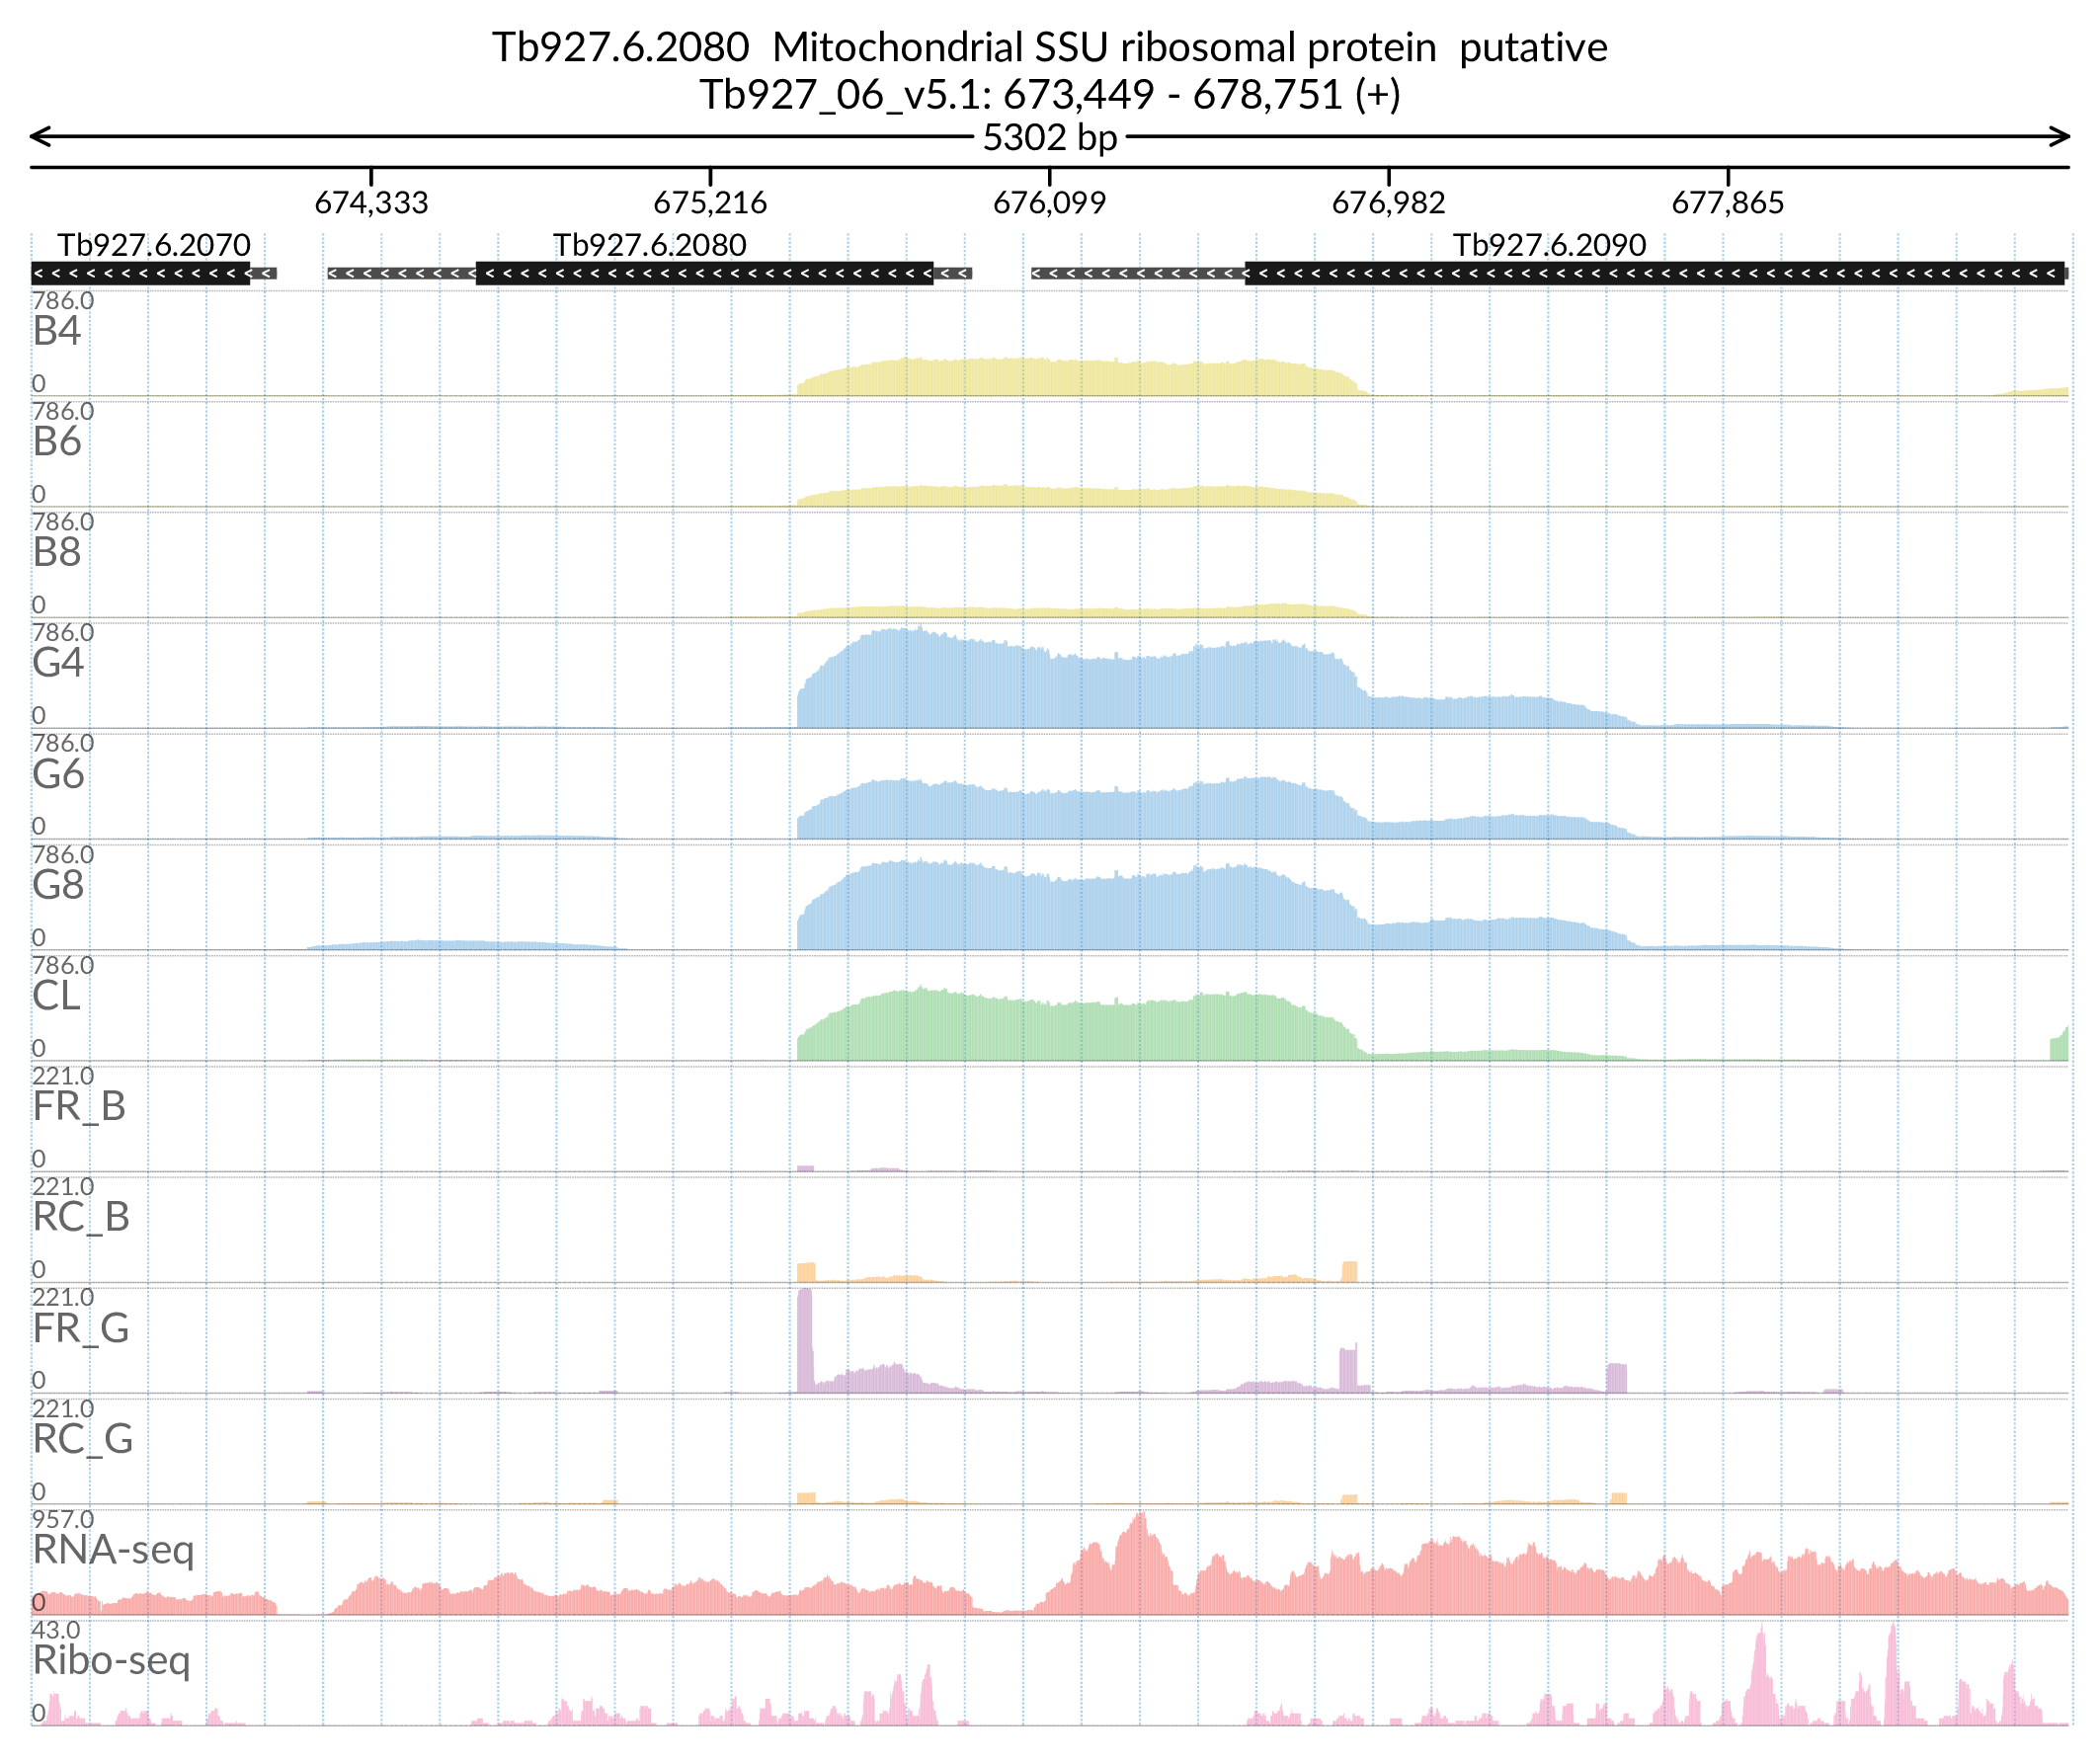 Tb927.6.2080  Mitochondrial SSU ribosomal protein  putative
Tb927_06_v5.1: 673,449 - 678,751 (+)
5302 bp
674,333 675,216 676,099 676,982 677,865
Tb927.6.2070 Tb927.6.2080 Tb927.6.2090
786.0
B4
0
786.0
B6
0
786.0
B8
0
786.0
G4
0
786.0
G6
0
786.0
G8
0
786.0
CL
0
221.0
FR_B
0
221.0
RC_B
0
221.0
FR_G
0
221.0
RC_G
0
957.0
RNA-seq
0
43.0
Ribo-seq
0